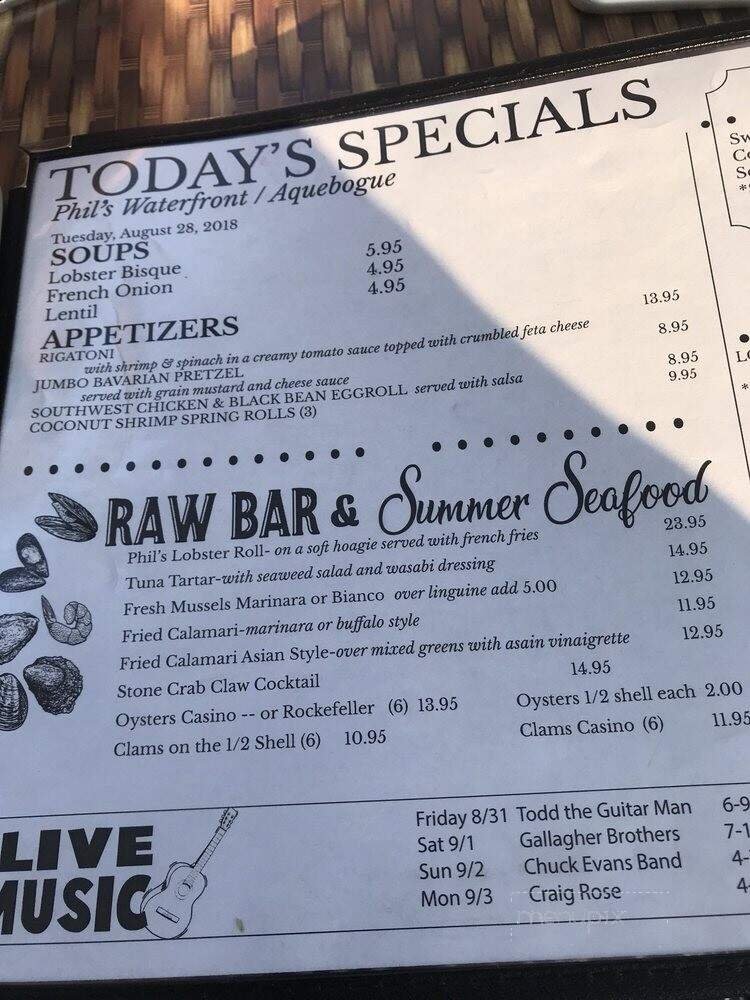 TODAY'S SPECIALS
Phil's Waterfront / Aquebogue
Tuesday, August 28, 2018
SOUPS
Lobster Bisque 5.95
French Onion 4.95
Lentil 4.95
APPETIZERS
RIGATONI 13.95
with shrimp & spinach in a creamy tomato sauce topped with crumbled feta cheese
JUMBO BAVARIAN PRETZEL 8.95
served with grain mustard and cheese sauce
SOUTHWEST CHICKEN & BLACK BEAN EGGROLL served with salsa 8.95
COCONUT SHRIMP SPRING ROLLS (3) 9.95
RAW BAR & Summer Seafood
Phil's Lobster Roll- on a soft hoagie served with french fries 23.95
Tuna Tartar-with seaweed salad and wasabi dressing 14.95
Fresh Mussels Marinara or Bianco over linguine add 5.00 12.95
Fried Calamari-marinara or buffalo style 11.95
Fried Calamari Asian Style-over mixed greens with asain vinaigrette 12.95
Stone Crab Claw Cocktail 14.95
Oysters Casino -- or Rockefeller (6) 13.95 Oysters 1/2 shell each 2.00
Clams on the 1/2 Shell (6) 10.95 Clams Casino (6) 11.95
LIVE
MUSIC
Friday 8/31 Todd the Guitar Man 6-9
Sat 9/1 Gallagher Brothers 7-1
Sun 9/2 Chuck Evans Band 4-
Mon 9/3 Craig Rose 4-
menupix